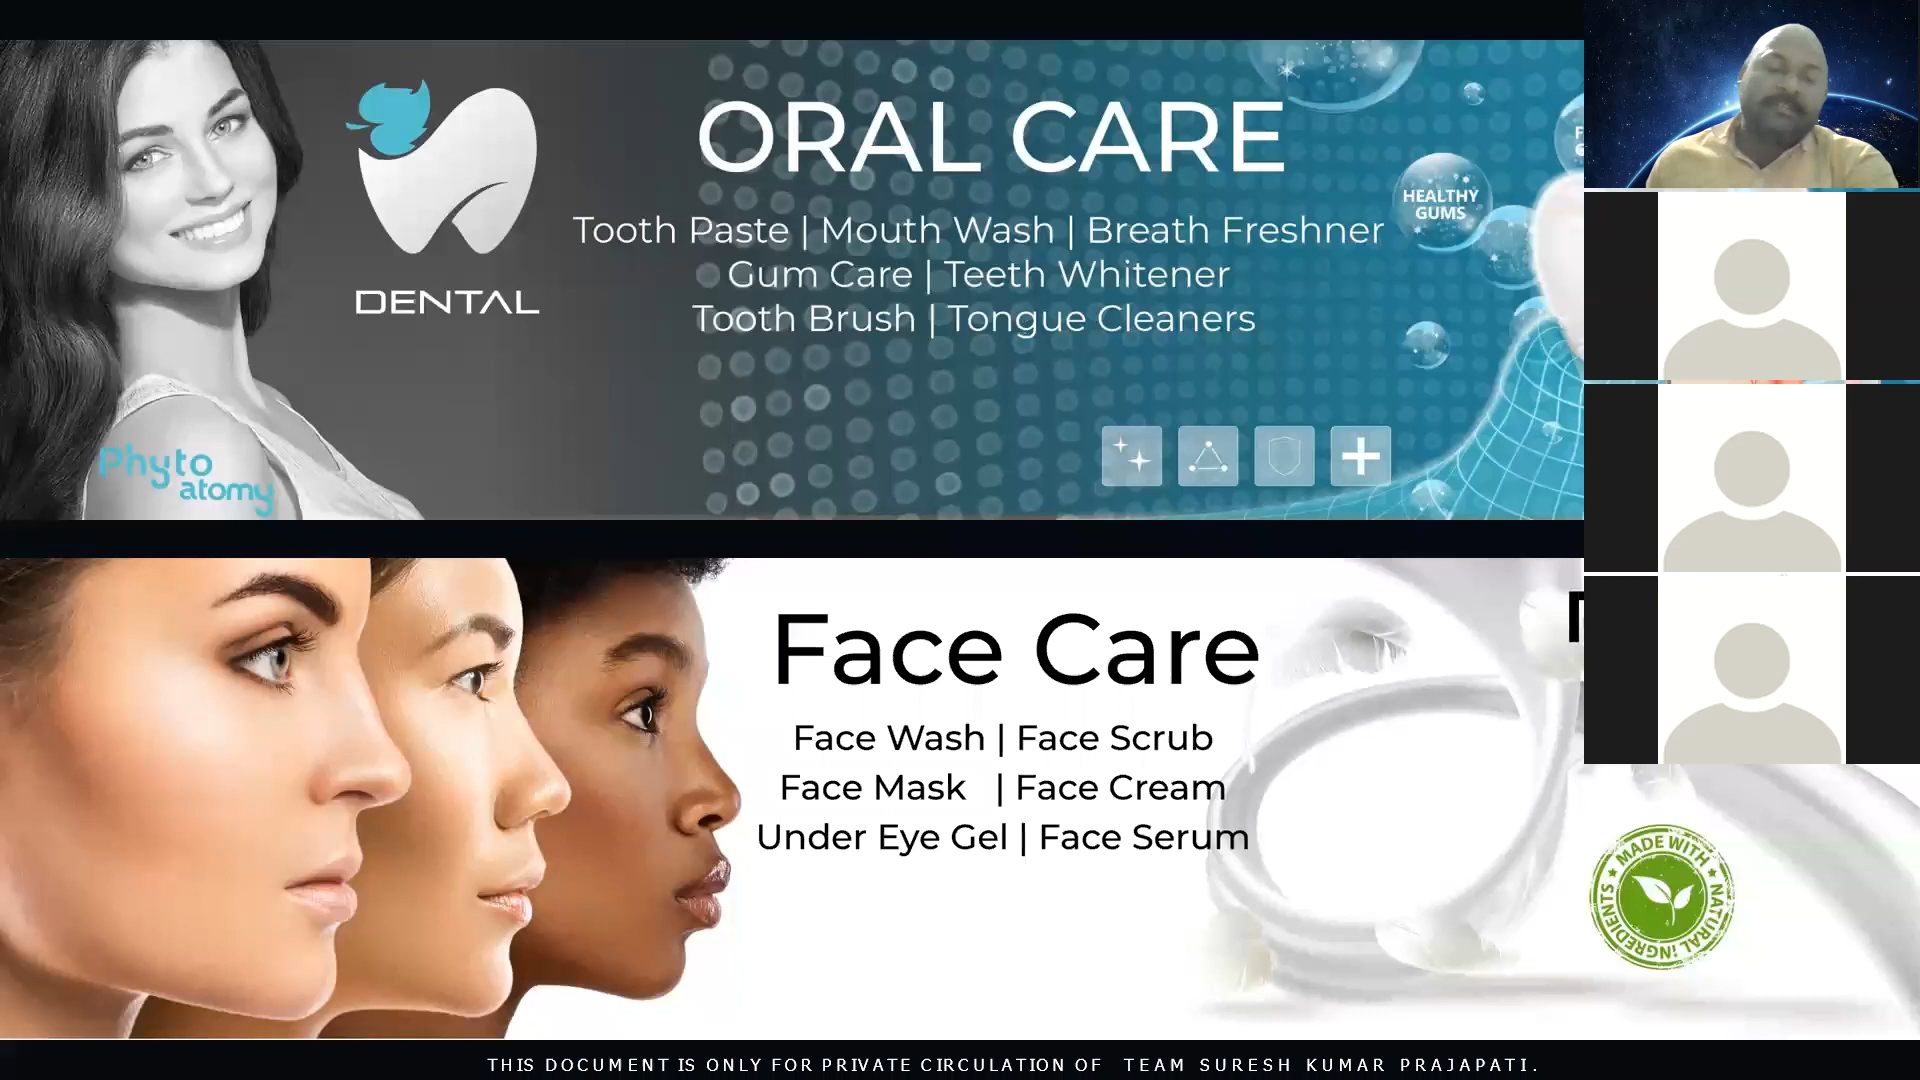 ORAL CARE
Tooth Paste | Mouth Wash | Breath Freshner
Gum Care | Teeth Whitener
Tooth Brush | Tongue Cleaners
DENTAL
HEALTHY
GUMS
Phyto
atomy
Face Care
Face Wash | Face Scrub
Face Mask | Face Cream
Under Eye Gel | Face Serum
MADE WITH
NATURAL iNGREDIENTS
THIS DOCUMENT IS ONLY FOR PRIVATE CIRCULATION OF TEAM SURESH KUMAR PRAJAPATI.